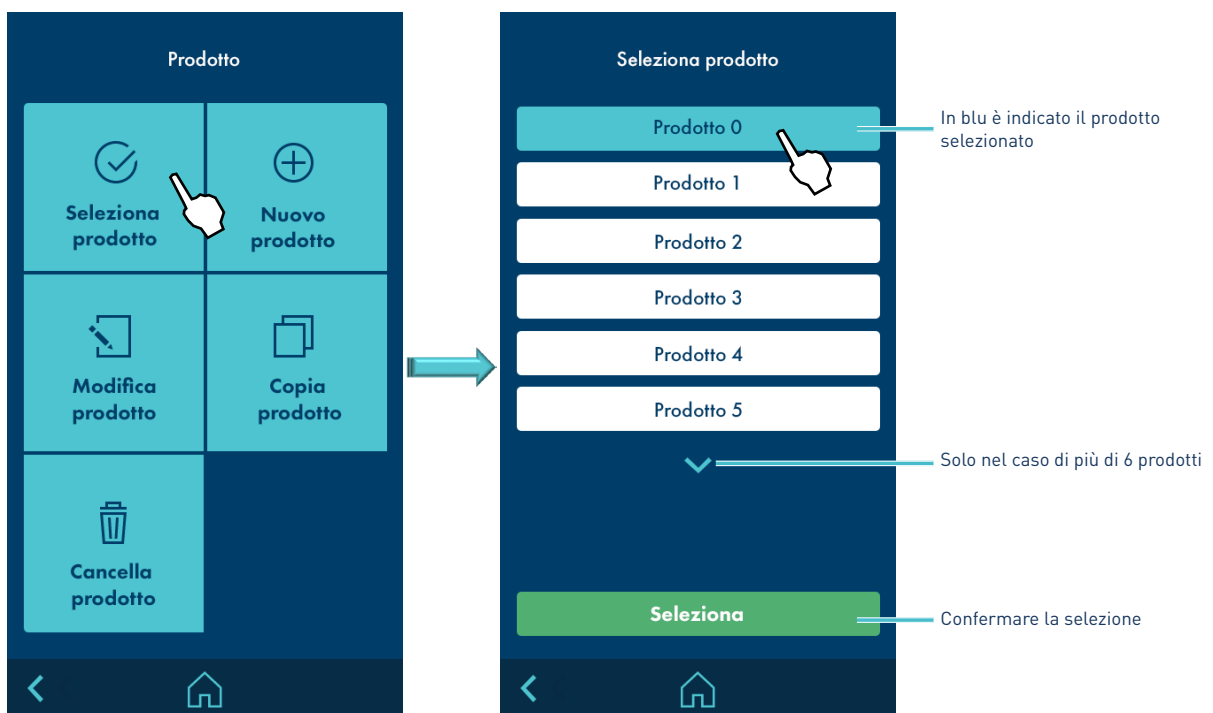 Prodotto
Seleziona
prodotto
Nuovo
prodotto
Modifica
prodotto
Copia
prodotto
Cancella
prodotto
Seleziona prodotto
Prodotto 0
Prodotto 1
Prodotto 2
Prodotto 3
Prodotto 4
Prodotto 5
Seleziona
In blu è indicato il prodotto
selezionato
Solo nel caso di più di 6 prodotti
Confermare la selezione